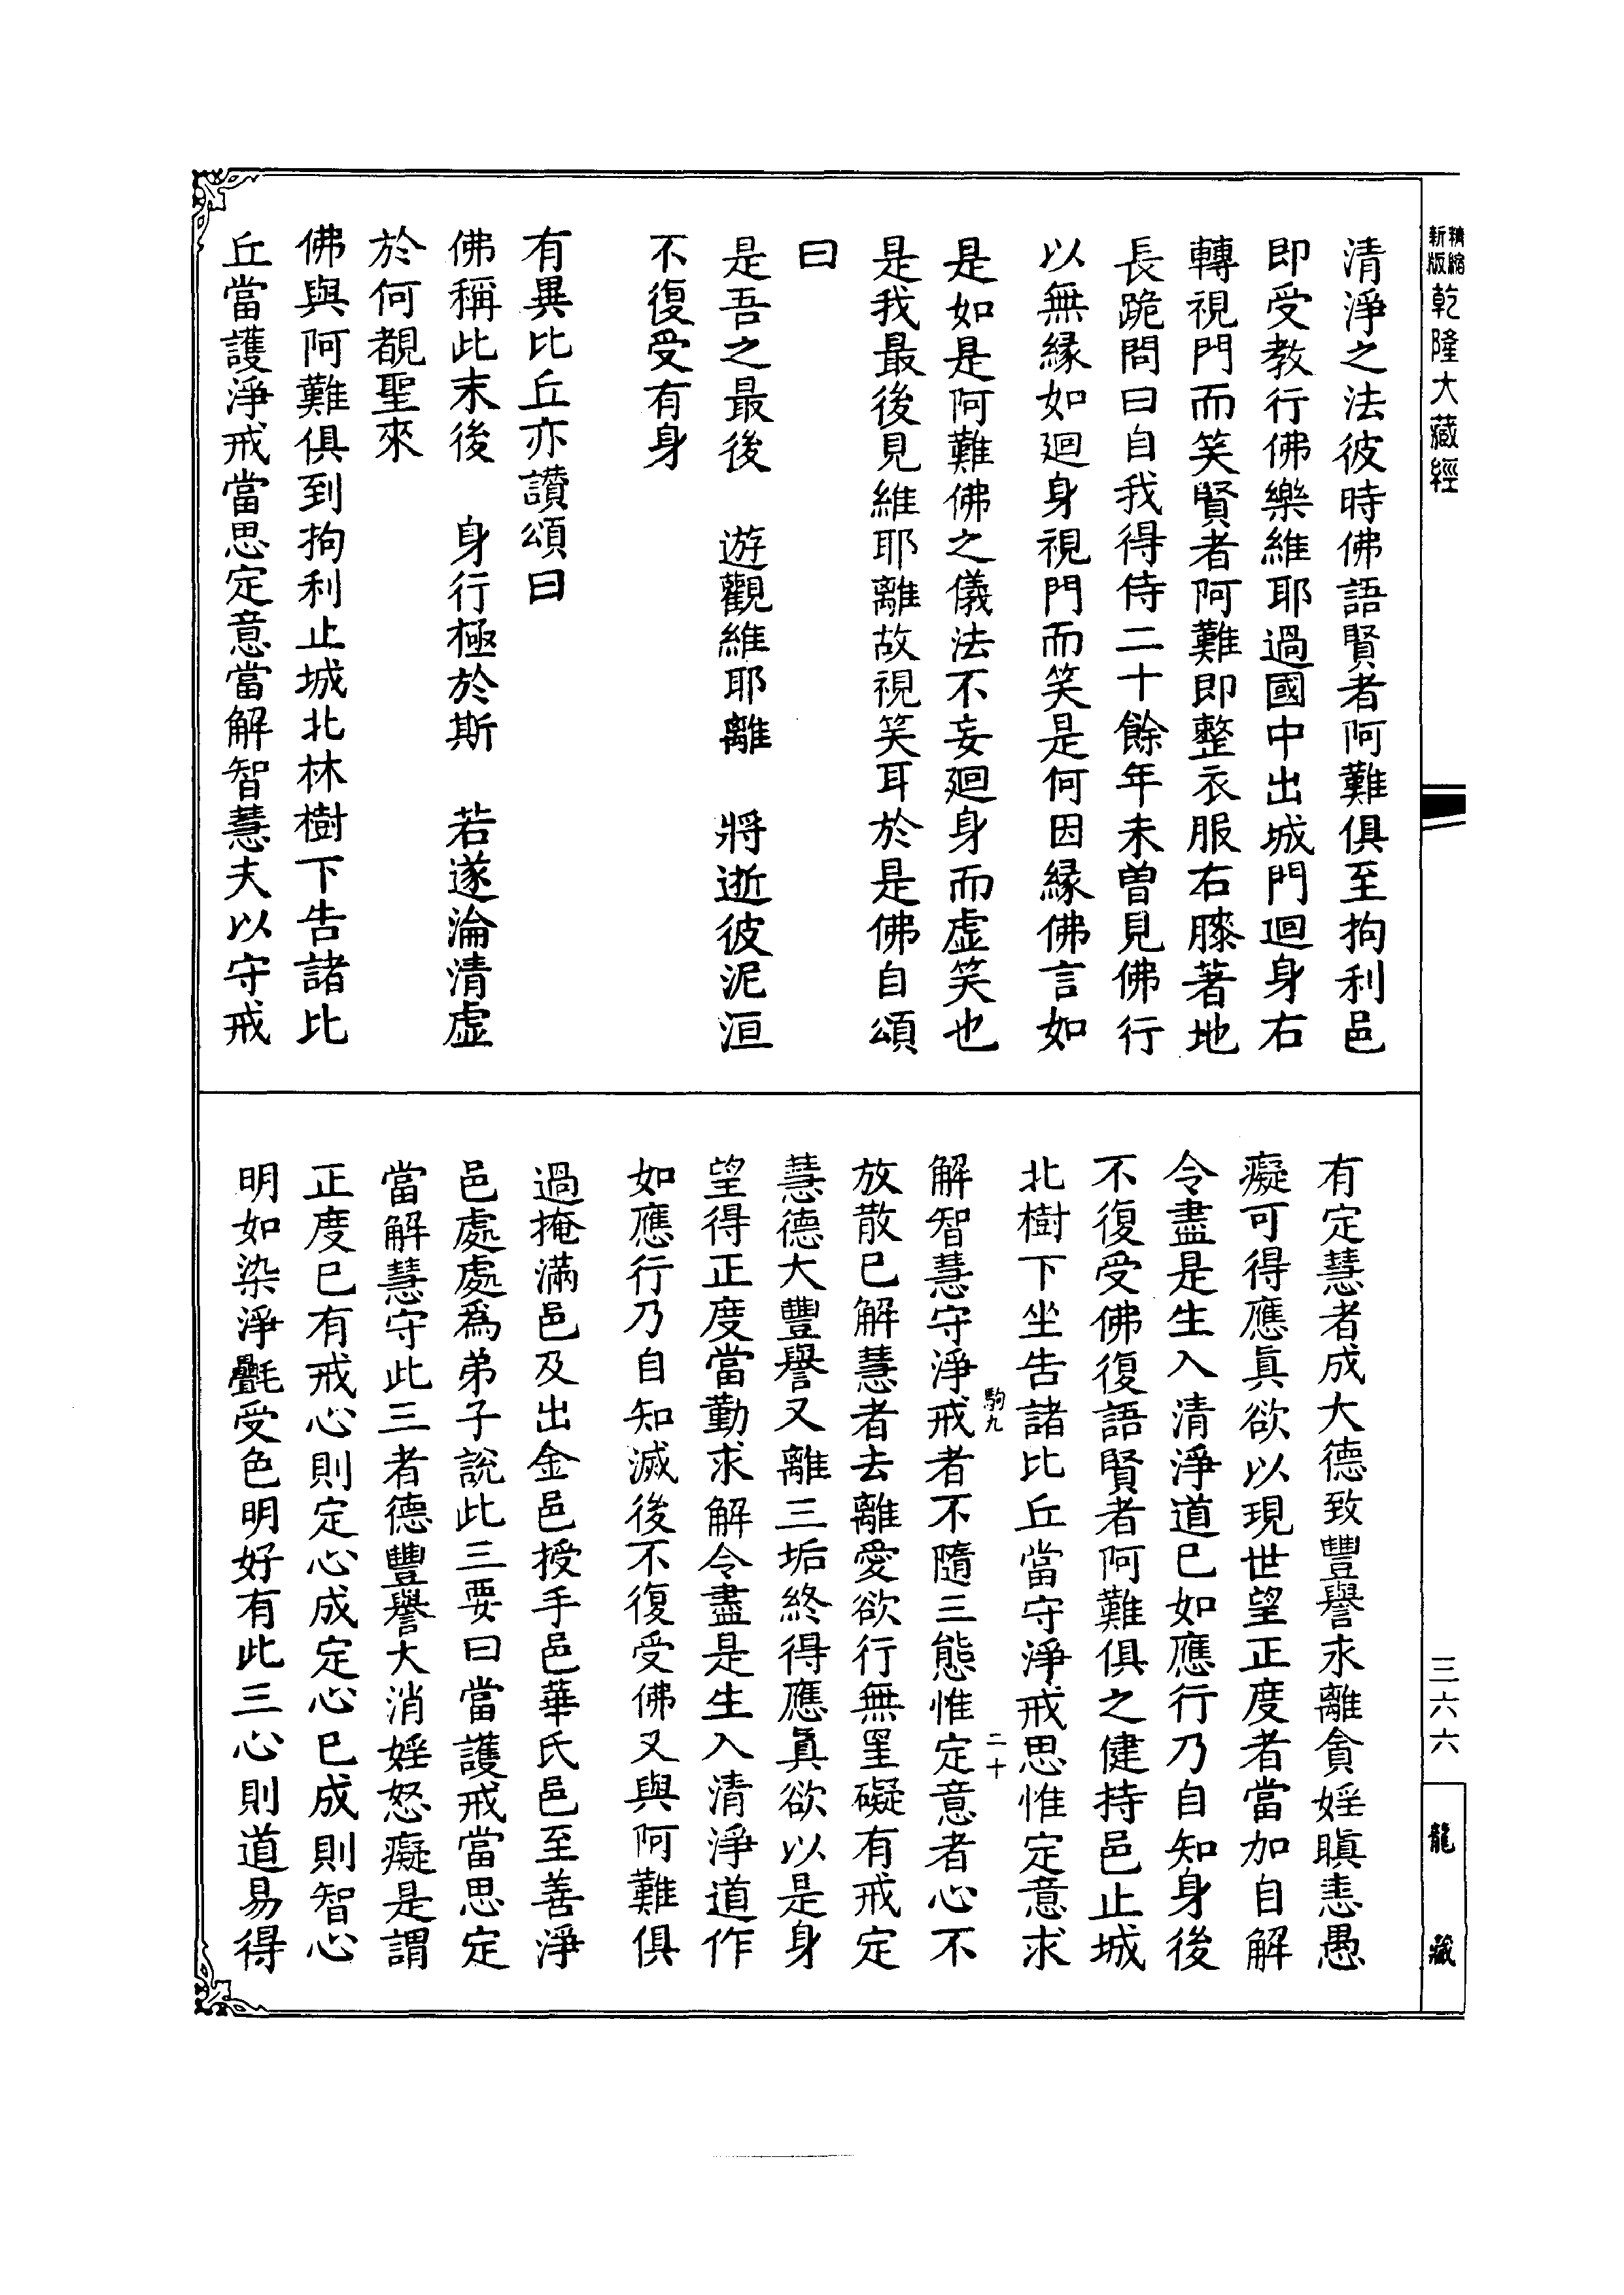 精縮
新版
乾隆大藏經
清淨之法彼時佛語賢者阿難俱至拘利邑
即受教行佛樂維耶過國中出城門迴身右
轉視門而笑賢者阿難即整衣服右膝著地
長跪問曰自我得侍二十餘年未曾見佛行
以無緣如迴身視門而笑是何因緣佛言如
是如是阿難佛之儀法不妄迴身而虛笑也
是我最後見維耶離故視笑耳於是佛自頌
曰
是吾之最後　遊觀維耶離　將逝彼泥洹
不復受有身
有異比丘亦讚頌曰
佛稱此末後　身行極於斯　若遂淪清虛
於何覩聖來
佛與阿難俱到拘利止城北林樹下告諸比
丘當護淨戒當思定意當解智慧夫以守戒
有定慧者成大德致豐譽永離貪婬瞋恚愚
癡可得應眞欲以現世望正度者當加自解
令盡是生入清淨道已如應行乃自知身後
不復受佛復語賢者阿難俱之健持邑止城
北樹下坐告諸比丘當守淨戒思惟定意求
駒九
二十
解智慧守淨戒者不隨三態惟定意者心不
放散已解慧者去離愛欲行無罣礙有戒定
慧德大豐譽又離三垢終得應眞欲以是身
望得正度當勤求解令盡是生入清淨道作
如應行乃自知滅後不復受佛又與阿難俱
過掩滿邑及出金邑授手邑華氏邑至善淨
邑處處爲弟子說此三要曰當護戒當思定
當解慧守此三者德豐譽大消婬怒癡是謂
正度已有戒心則定心成定心已成則智心
明如染淨㲲受色明好有此三心則道易得
三六六
龍藏